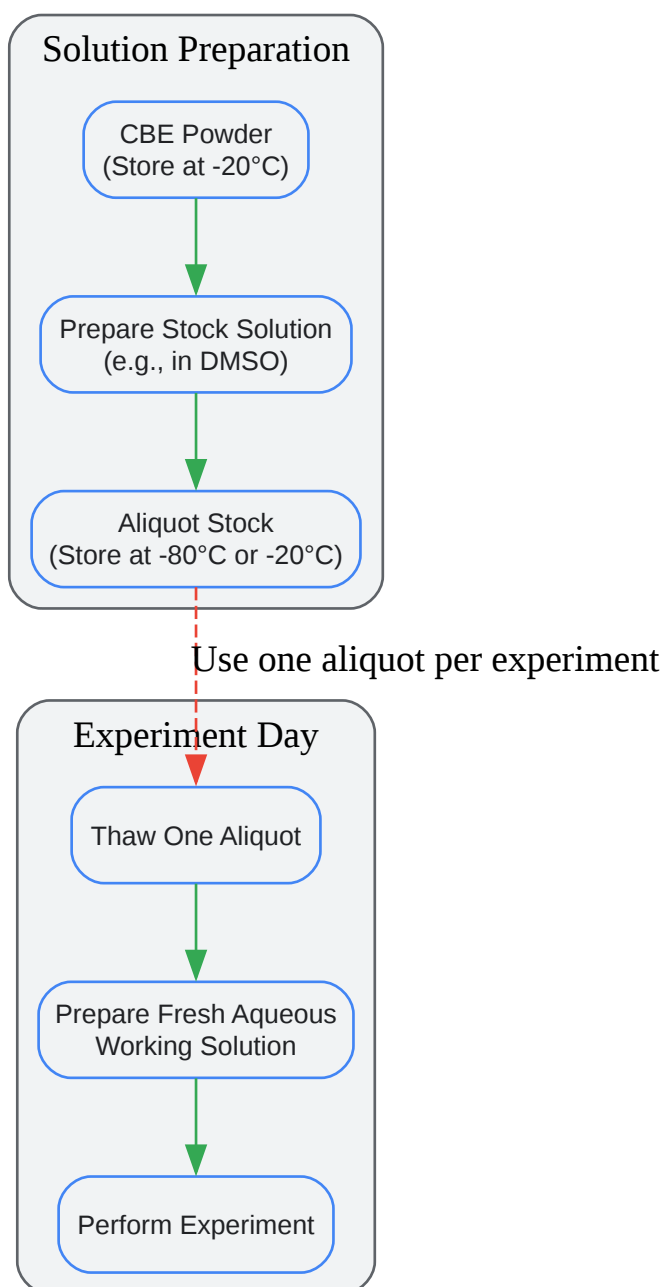 Solution Preparation
CBE Powder
(Store at -20°C)
Prepare Stock Solution
(e.g., in DMSO)
Aliquot Stock
(Store at -80°C or -20°C)
Use one aliquot per experiment
Experiment Day
Thaw One Aliquot
Prepare Fresh Aqueous
Working Solution
Perform Experiment